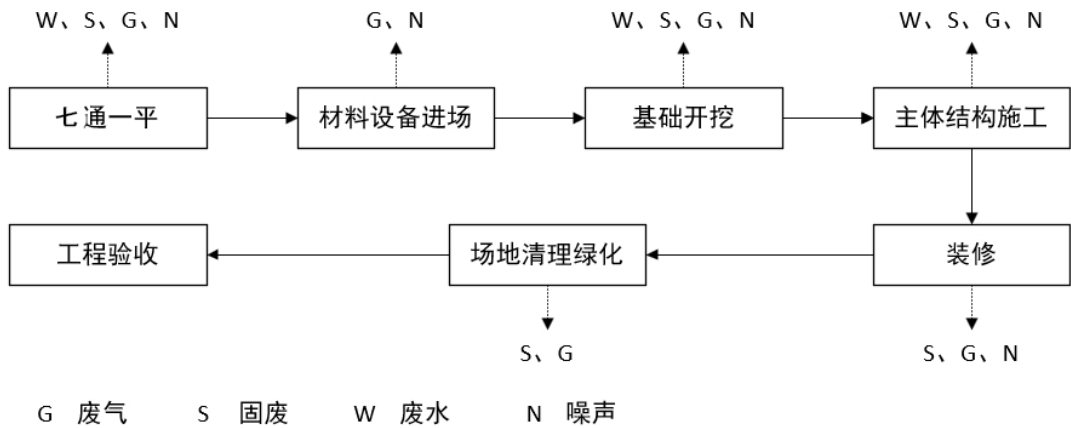 W、S、G、N
G、N
W、S、G、N
W、S、G、N
七通一平
材料设备进场
基础开挖
主体结构施工
工程验收
场地清理绿化
装修
S、G
S、G、N
G 废气 S 固废 W 废水 N 噪声